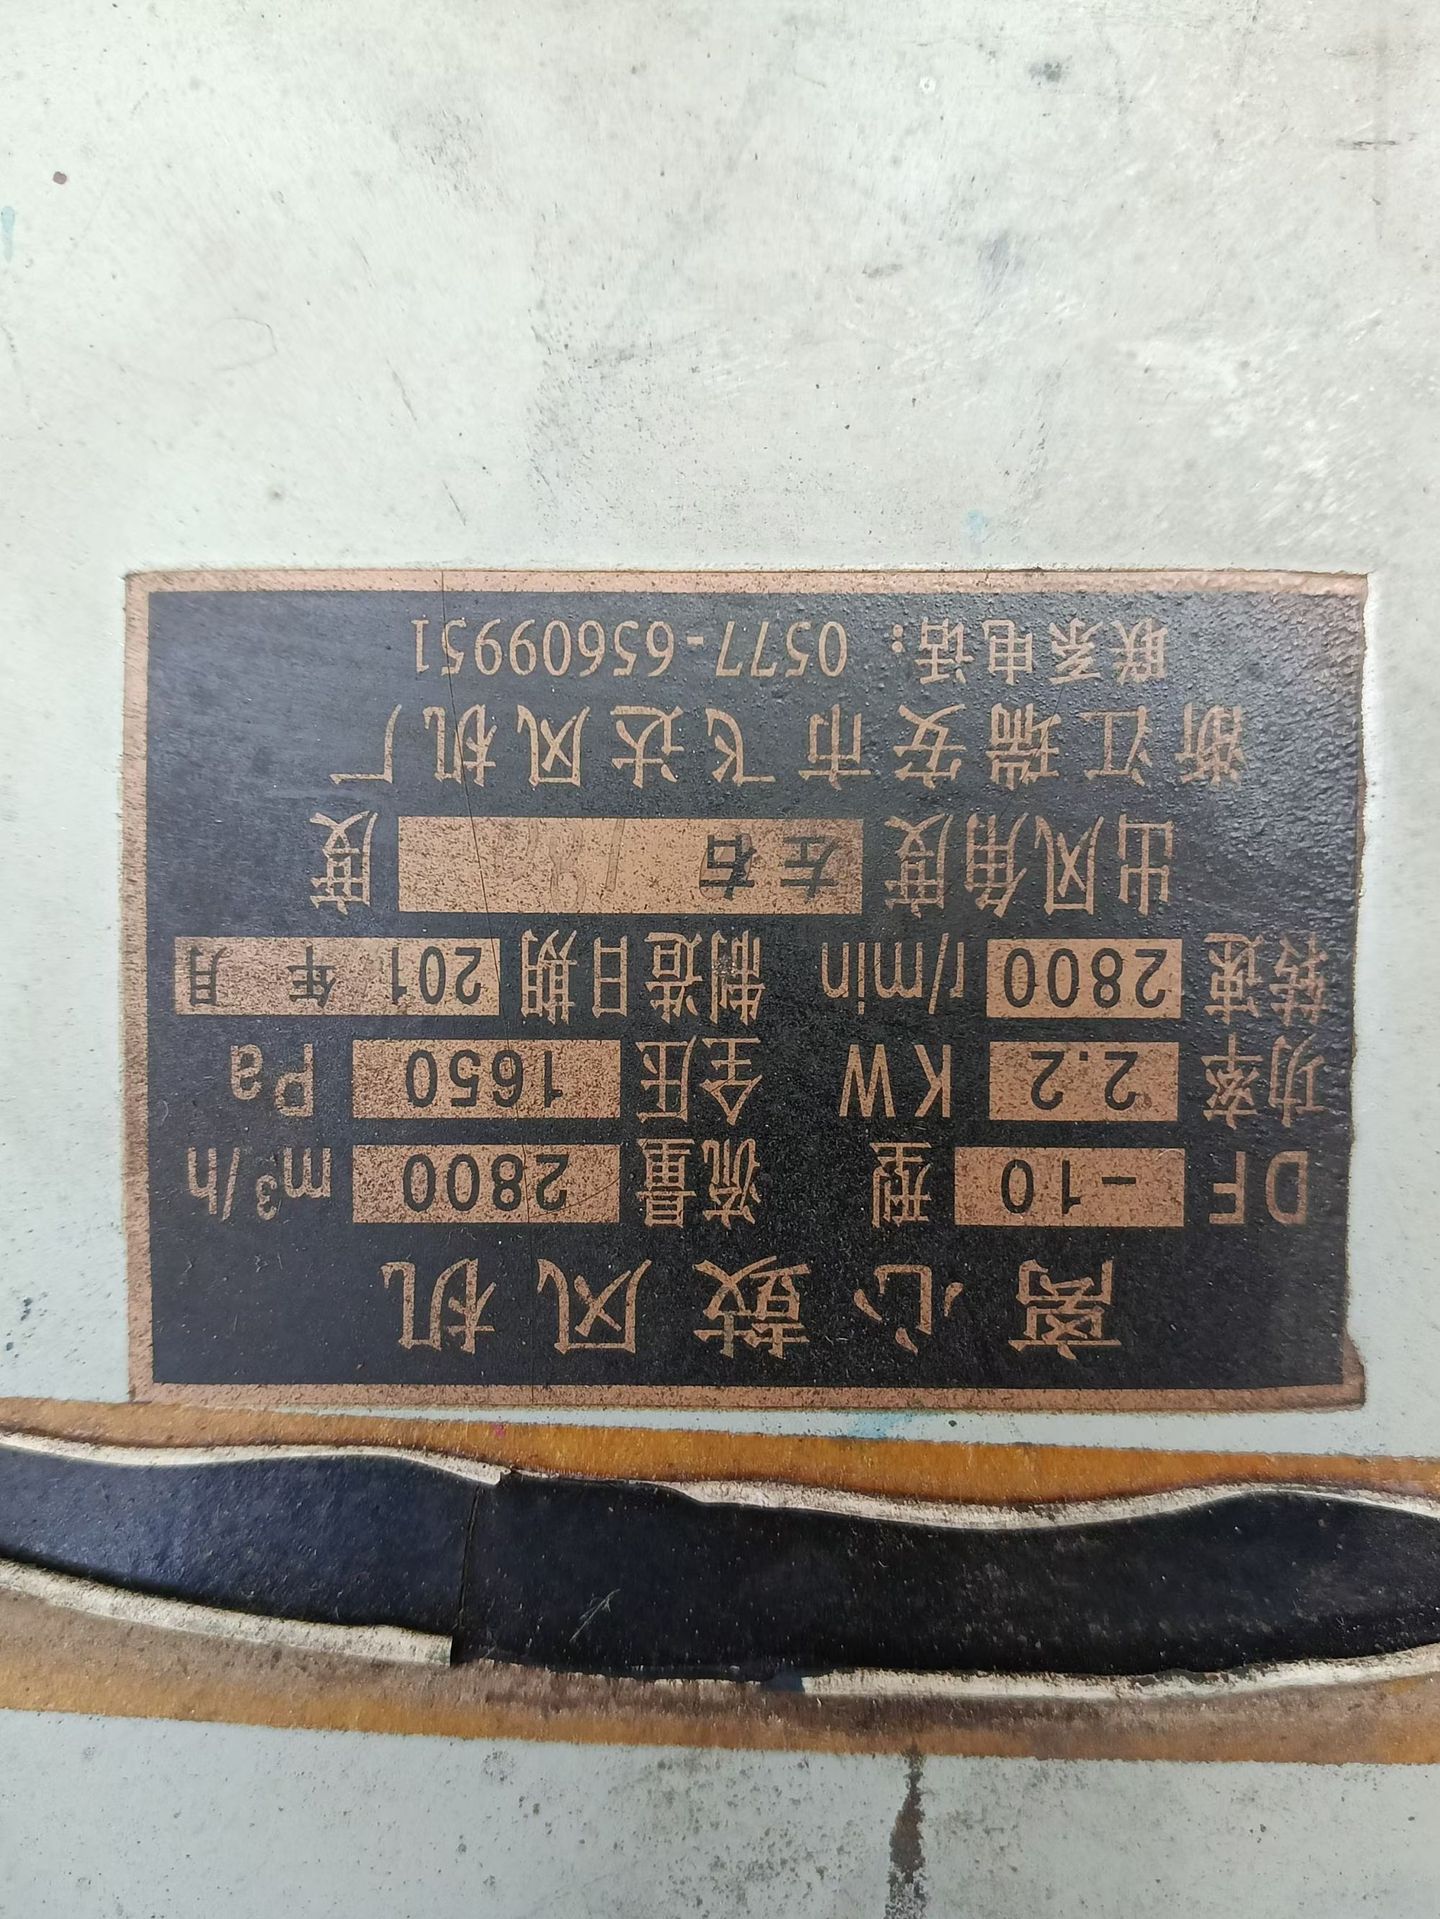 离心鼓风机
DF -10 型 流量 2800 m³/h
功率 2.2 KW 全压 1650 Pa
转速 2800 r/min 制造日期 201 年 月
出风角度 左右 度
浙江瑞安市飞达风机厂
联系电话：0577-65609951